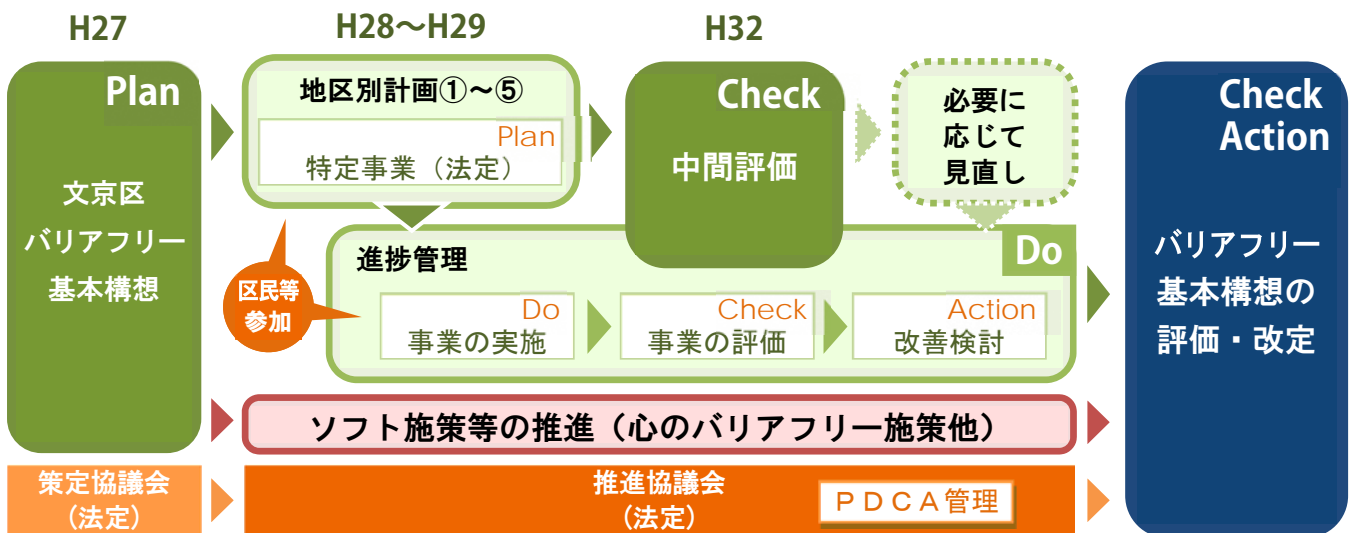 H27
H28～H29
H32
Plan
文京区
バリアフリー
基本構想
地区別計画①～⑤
Plan
特定事業（法定）
Check
中間評価
必要に
応じて
見直し
Check
Action
バリアフリー
基本構想の
評価・改定
区民等
参加
進捗管理
Do
Do
事業の実施
Check
事業の評価
Action
改善検討
ソフト施策等の推進（心のバリアフリー施策他）
策定協議会
（法定）
推進協議会
（法定）
ＰＤＣＡ管理